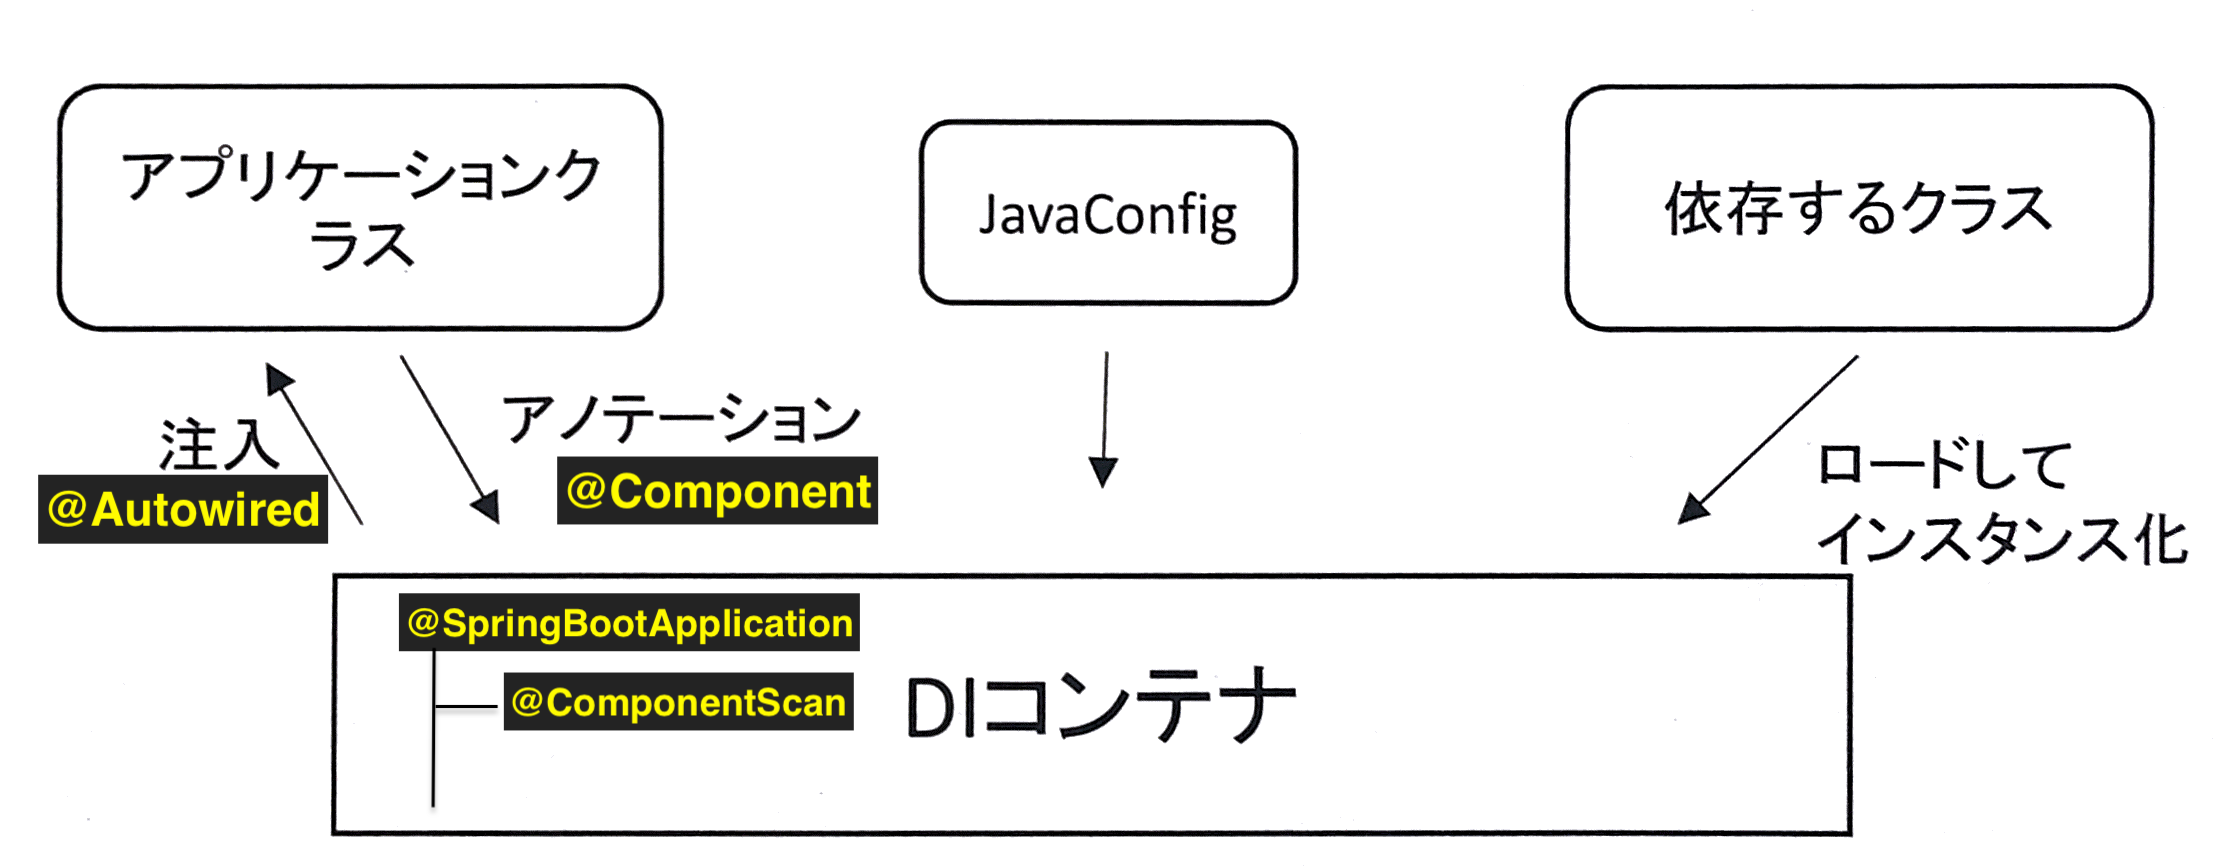 アプリケーションク
ラス
JavaConfig
依存するクラス
注入
@Autowired
アノテーション
@Component
ロードして
インスタンス化
@SpringBootApplication
@ComponentScan
DIコンテナ